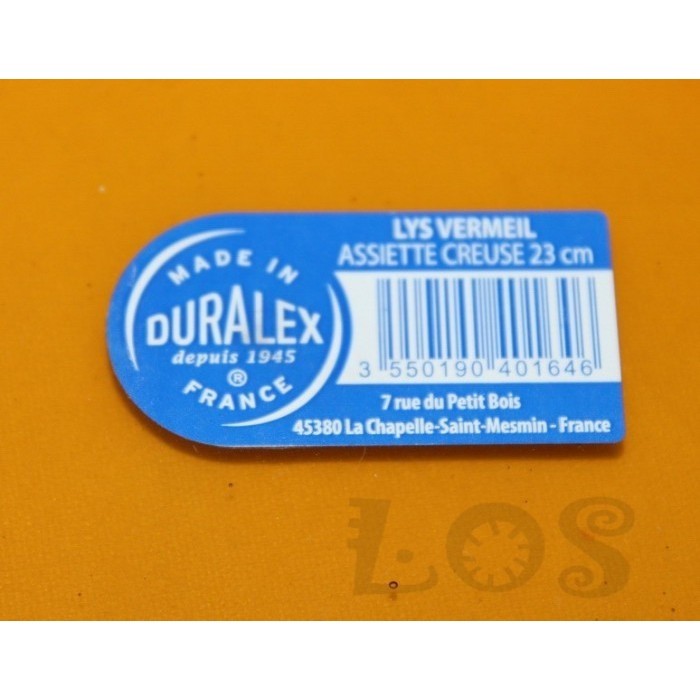 MADE IN
DURALEX
depuis 1945
®
FRANCE
LYS VERMEIL
ASSIETTE CREUSE 23 cm
3 550190 401646
7 rue du Petit Bois
45380 La Chapelle-Saint-Mesmin - France
LOS